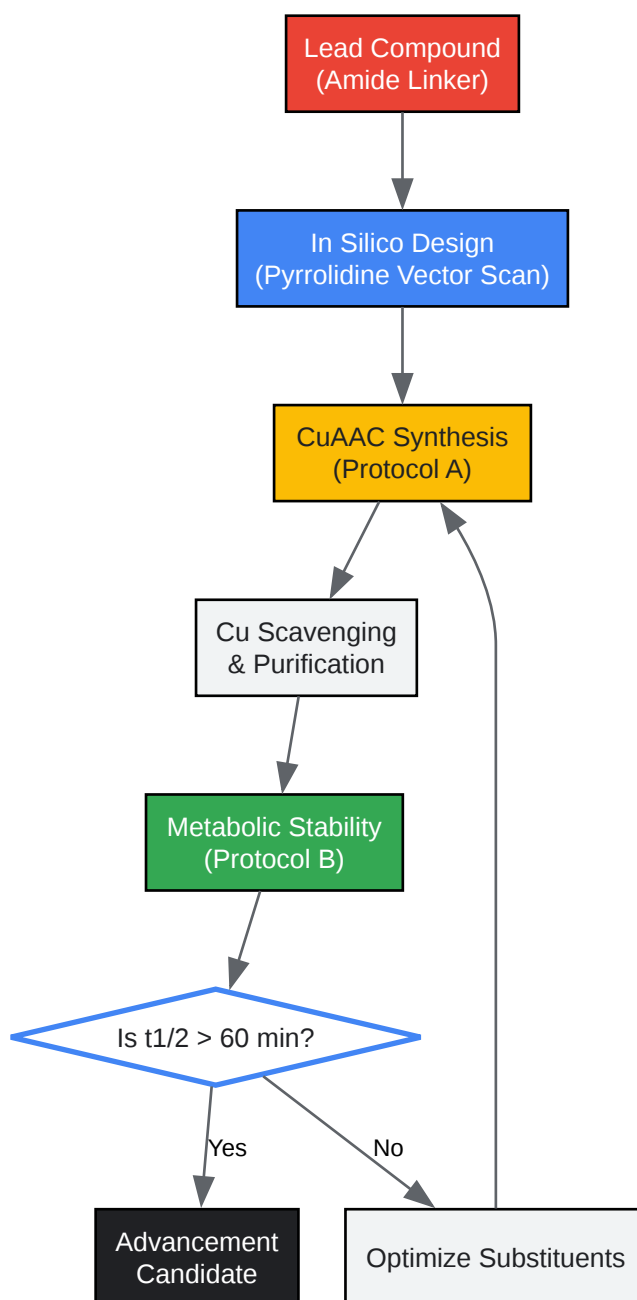 Lead Compound
(Amide Linker)
In Silico Design
(Pyrrolidine Vector Scan)
CuAAC Synthesis
(Protocol A)
Cu Scavenging
& Purification
Metabolic Stability
(Protocol B)
Is t1/2 > 60 min?
Yes
No
Advancement
Candidate
Optimize Substituents